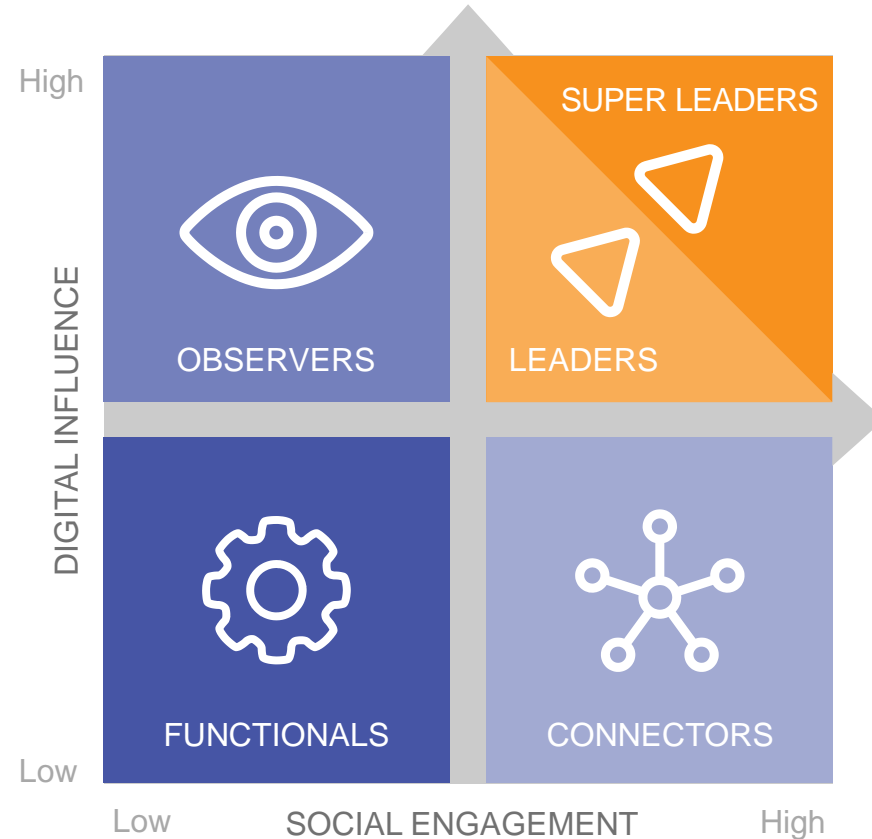 High
SUPER LEADERS
OBSERVERS
LEADERS
DIGITAL INFLUENCE
FUNCTIONALS
CONNECTORS
Low
Low
SOCIAL ENGAGEMENT
High